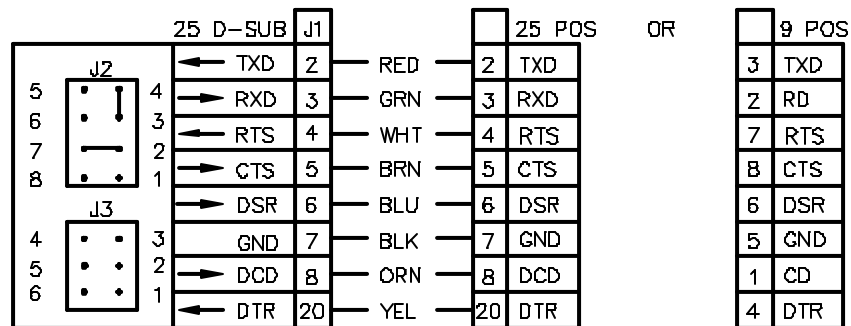 25 D-SUB J1 25 POS OR 9 POS
J2
TXD 2 RED 2 TXD 3 TXD
5 4 RXD 3 GRN 3 RXD 2 RD
6 3 RTS 4 WHT 4 RTS 7 RTS
7 2 CTS 5 BRN 5 CTS 8 CTS
8 1 DSR 6 BLU 6 DSR 6 DSR
J3
4 3 GND 7 BLK 7 GND 5 GND
5 2 DCD 8 ORN 8 DCD 1 CD
6 1 DTR 20 YEL 20 DTR 4 DTR